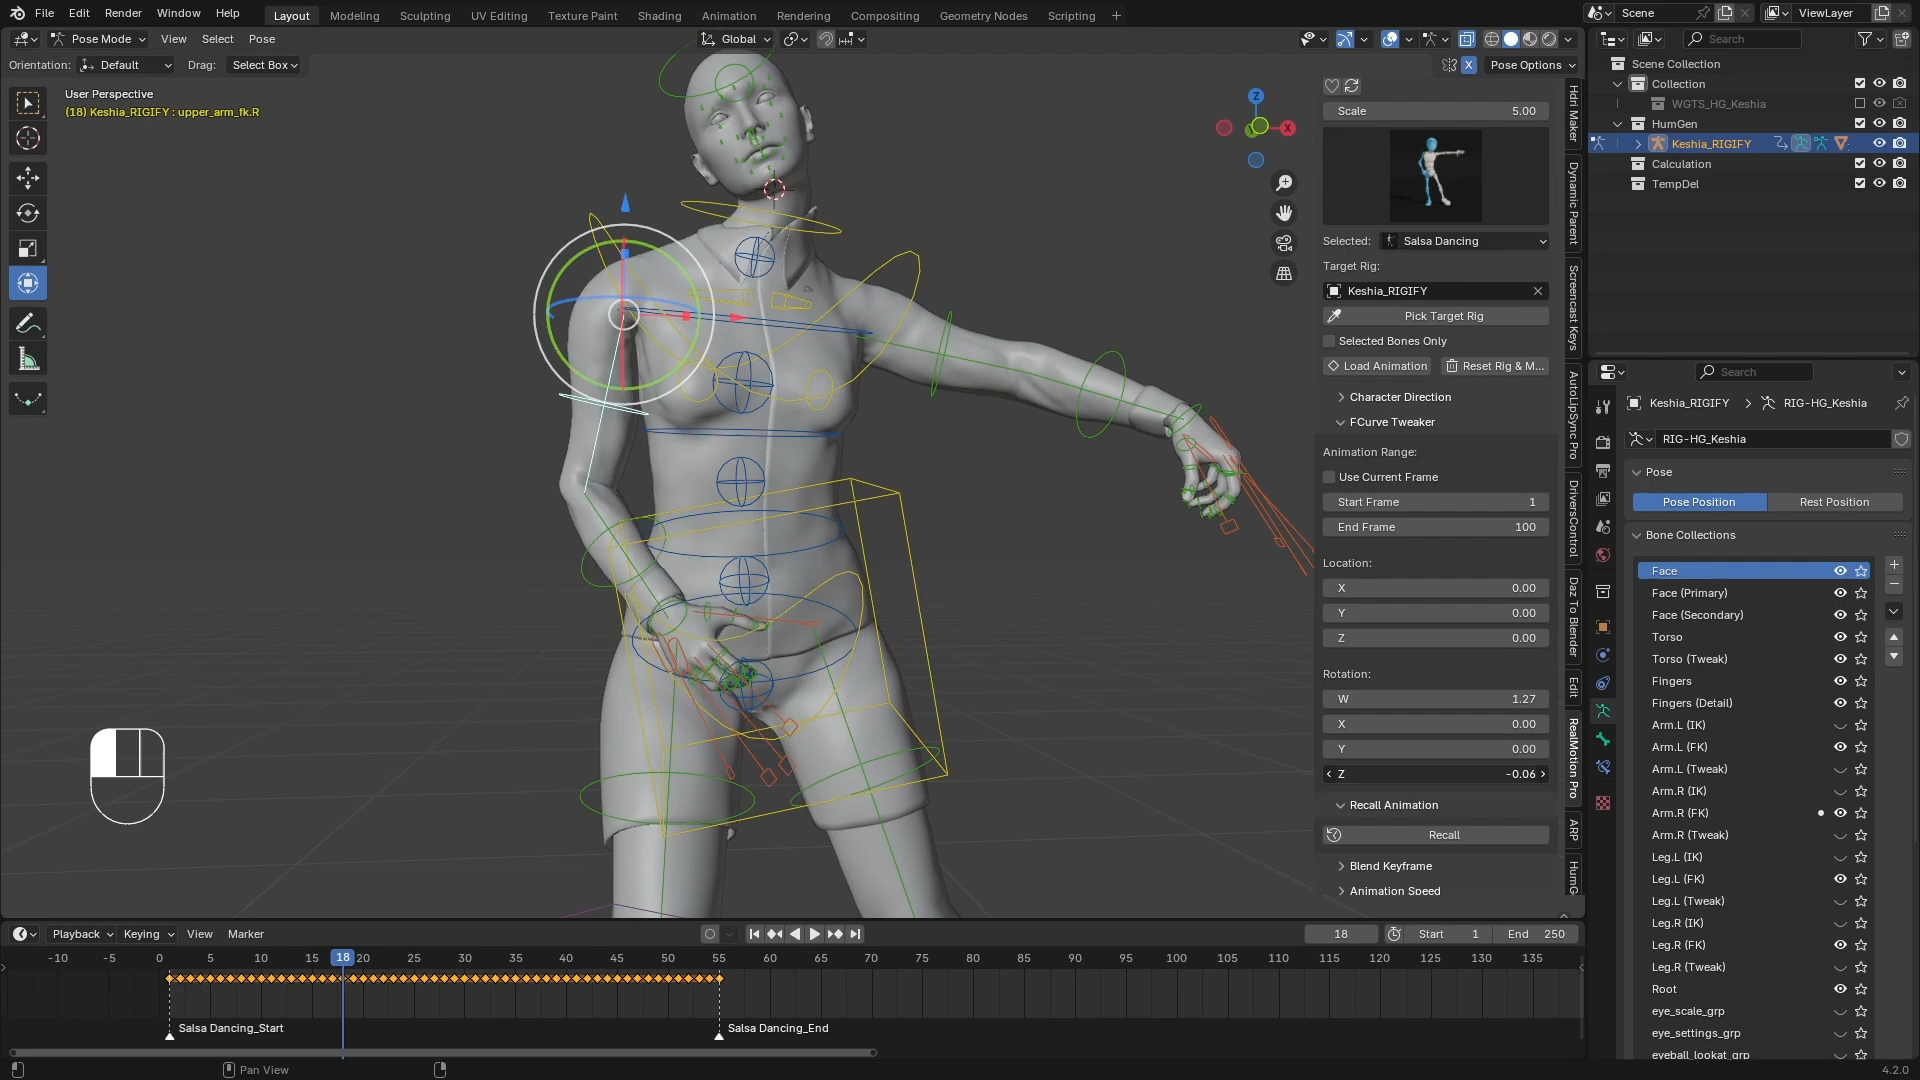 File Edit Render Window Help Layout Modeling Sculpting UV Editing Texture Paint Shading Animation Rendering Compositing Geometry Nodes Scripting + Scene ViewLayer
Pose Mode View Select Pose Global Search
Orientation: Default Drag: Select Box X Pose Options
User Perspective
(18) Keshia_RIGIFY : upper_arm_fk.R
Z
X
Scale 5.00
Selected: Salsa Dancing
Target Rig:
Keshia_RIGIFY
Pick Target Rig
Selected Bones Only
Load Animation Reset Rig & M...
Character Direction
FCurve Tweaker
Animation Range:
Use Current Frame
Start Frame 1
End Frame 100
Location:
X 0.00
Y 0.00
Z 0.00
Rotation:
W 1.27
X 0.00
Y 0.00
Z -0.06
Recall Animation
Recall
Blend Keyframe
Animation Speed
Hdri Maker
Dynamic Parent
Screencast Keys
AutoLipSync Pro
DriversControl
Daz To Blender
Edit
RealMotion Pro
ARP
HumG
Scene Collection
Collection
WGTS_HG_Keshia
HumGen
Keshia_RIGIFY
Calculation
TempDel
Search
Keshia_RIGIFY RIG-HG_Keshia
RIG-HG_Keshia
Pose
Pose Position Rest Position
Bone Collections
Face
Face (Primary)
Face (Secondary)
Torso
Torso (Tweak)
Fingers
Fingers (Detail)
Arm.L (IK)
Arm.L (FK)
Arm.L (Tweak)
Arm.R (IK)
Arm.R (FK)
Arm.R (Tweak)
Leg.L (IK)
Leg.L (FK)
Leg.L (Tweak)
Leg.R (IK)
Leg.R (FK)
Leg.R (Tweak)
Root
eye_scale_grp
eye_settings_grp
eyeball_lookat_grp
Playback Keying View Marker 18 Start 1 End 250
-10 -5 0 5 10 15 18 20 25 30 35 40 45 50 55 60 65 70 75 80 85 90 95 100 105 110 115 120 125 130 135
Salsa Dancing_Start Salsa Dancing_End
Pan View 4.2.0